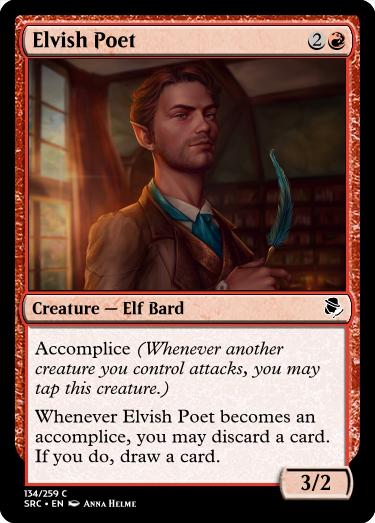 Elvish Poet 2
Creature — Elf Bard
Accomplice (Whenever another
creature you control attacks, you may
tap this creature.)
Whenever Elvish Poet becomes an
accomplice, you may discard a card.
If you do, draw a card.
3/2
134/259 C
SRC • EN Anna Helme